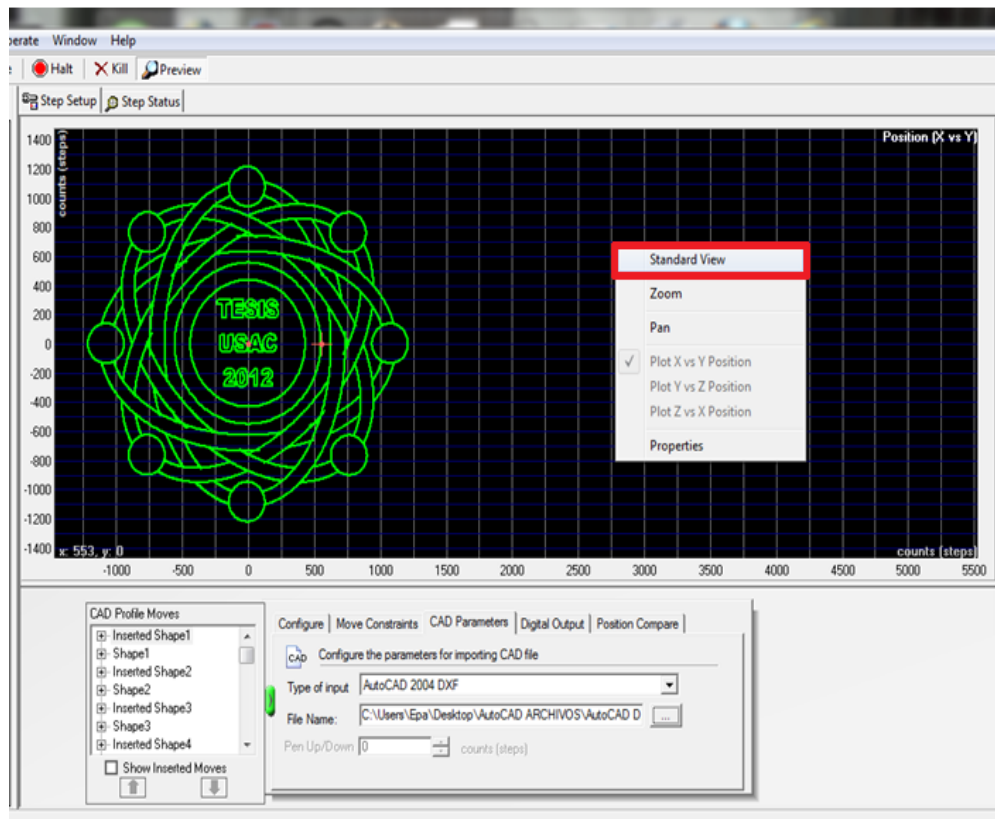 perate Window Help
e Halt Kill Preview
Step Setup Step Status
Position (X vs Y)
counts (steps)
1400
1200
1000
800
600
400
200
0
-200
-400
-600
-800
-1000
-1200
-1400
TESIS
USAC
2012
Standard View
Zoom
Pan
Plot X vs Y Position
Plot Y vs Z Position
Plot Z vs X Position
Properties
x: 553, y: 0
counts (steps)
-1000 -500 0 500 1000 1500 2000 2500 3000 3500 4000 4500 5000 5500
CAD Profile Moves
Inserted Shape1
Shape1
Inserted Shape2
Shape2
Inserted Shape3
Shape3
Inserted Shape4
Show Inserted Moves
Configure Move Constraints CAD Parameters Digital Output Position Compare
CAD Configure the parameters for importing CAD file
Type of input AutoCAD 2004 DXF
File Name: C:\Users\Epa\Desktop\AutoCAD ARCHIVOS\AutoCAD D ...
Pen Up/Down 0 counts (steps)